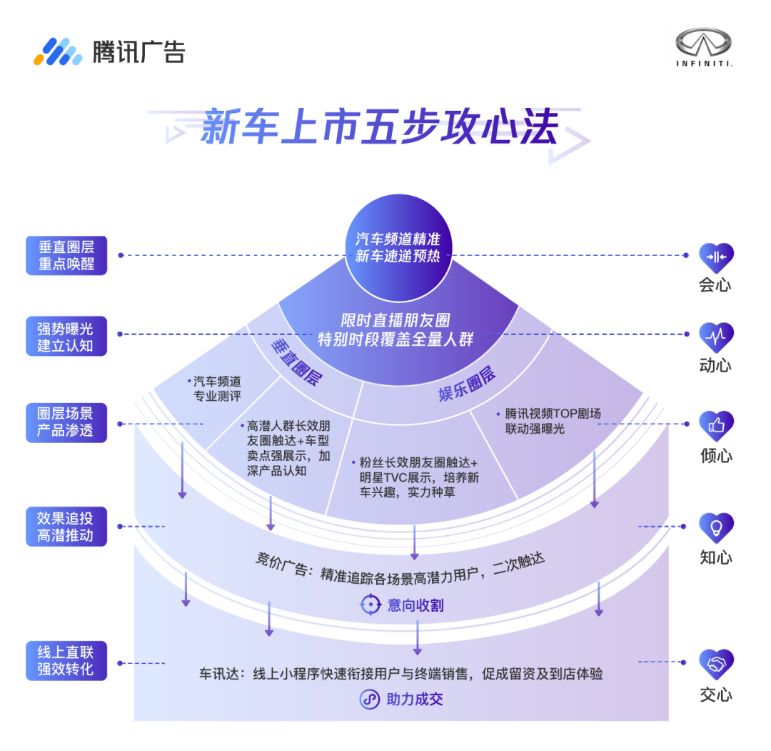 腾讯广告
INFINITI.
新车上市五步攻心法
汽车频道精准
新车速递预热
垂直圈层
重点唤醒
会心
限时直播朋友圈
特别时段覆盖全量人群
强势曝光
建立认知
动心
垂直圈层
娱乐圈层
• 汽车频道
专业测评
• 高潜人群长效朋
友圈触达+车型
卖点强展示，加
深产品认知
• 粉丝长效朋友圈触达+
明星TVC展示，培养新
车兴趣，实力种草
• 腾讯视频TOP剧场
联动强曝光
圈层场景
产品渗透
倾心
效果追投
高潜推动
竞价广告：精准追踪各场景高潜力用户，二次触达
意向收割
知心
线上直联
强效转化
车讯达：线上小程序快速衔接用户与终端销售，促成留资及到店体验
助力成交
交心